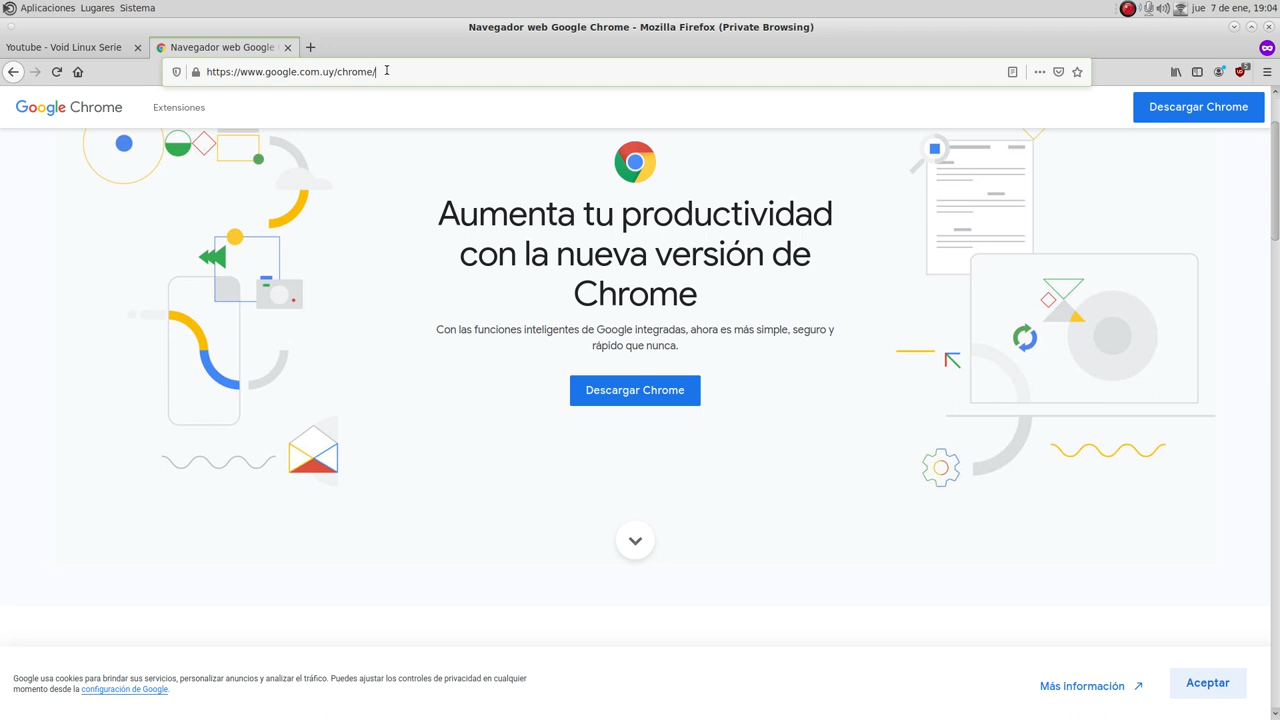 Aplicaciones Lugares Sistema
jue 7 de ene, 19:04
Navegador web Google Chrome - Mozilla Firefox (Private Browsing)
Youtube - Void Linux Serie
Navegador web Google
https://www.google.com.uy/chrome/
Google Chrome
Extensiones
Descargar Chrome
Aumenta tu productividad
con la nueva versión de
Chrome
Con las funciones inteligentes de Google integradas, ahora es más simple, seguro y
rápido que nunca.
Descargar Chrome
Google usa cookies para brindar sus servicios, personalizar anuncios y analizar el tráfico. Puedes ajustar los controles de privacidad en cualquier
momento desde la configuración de Google.
Más información
Aceptar